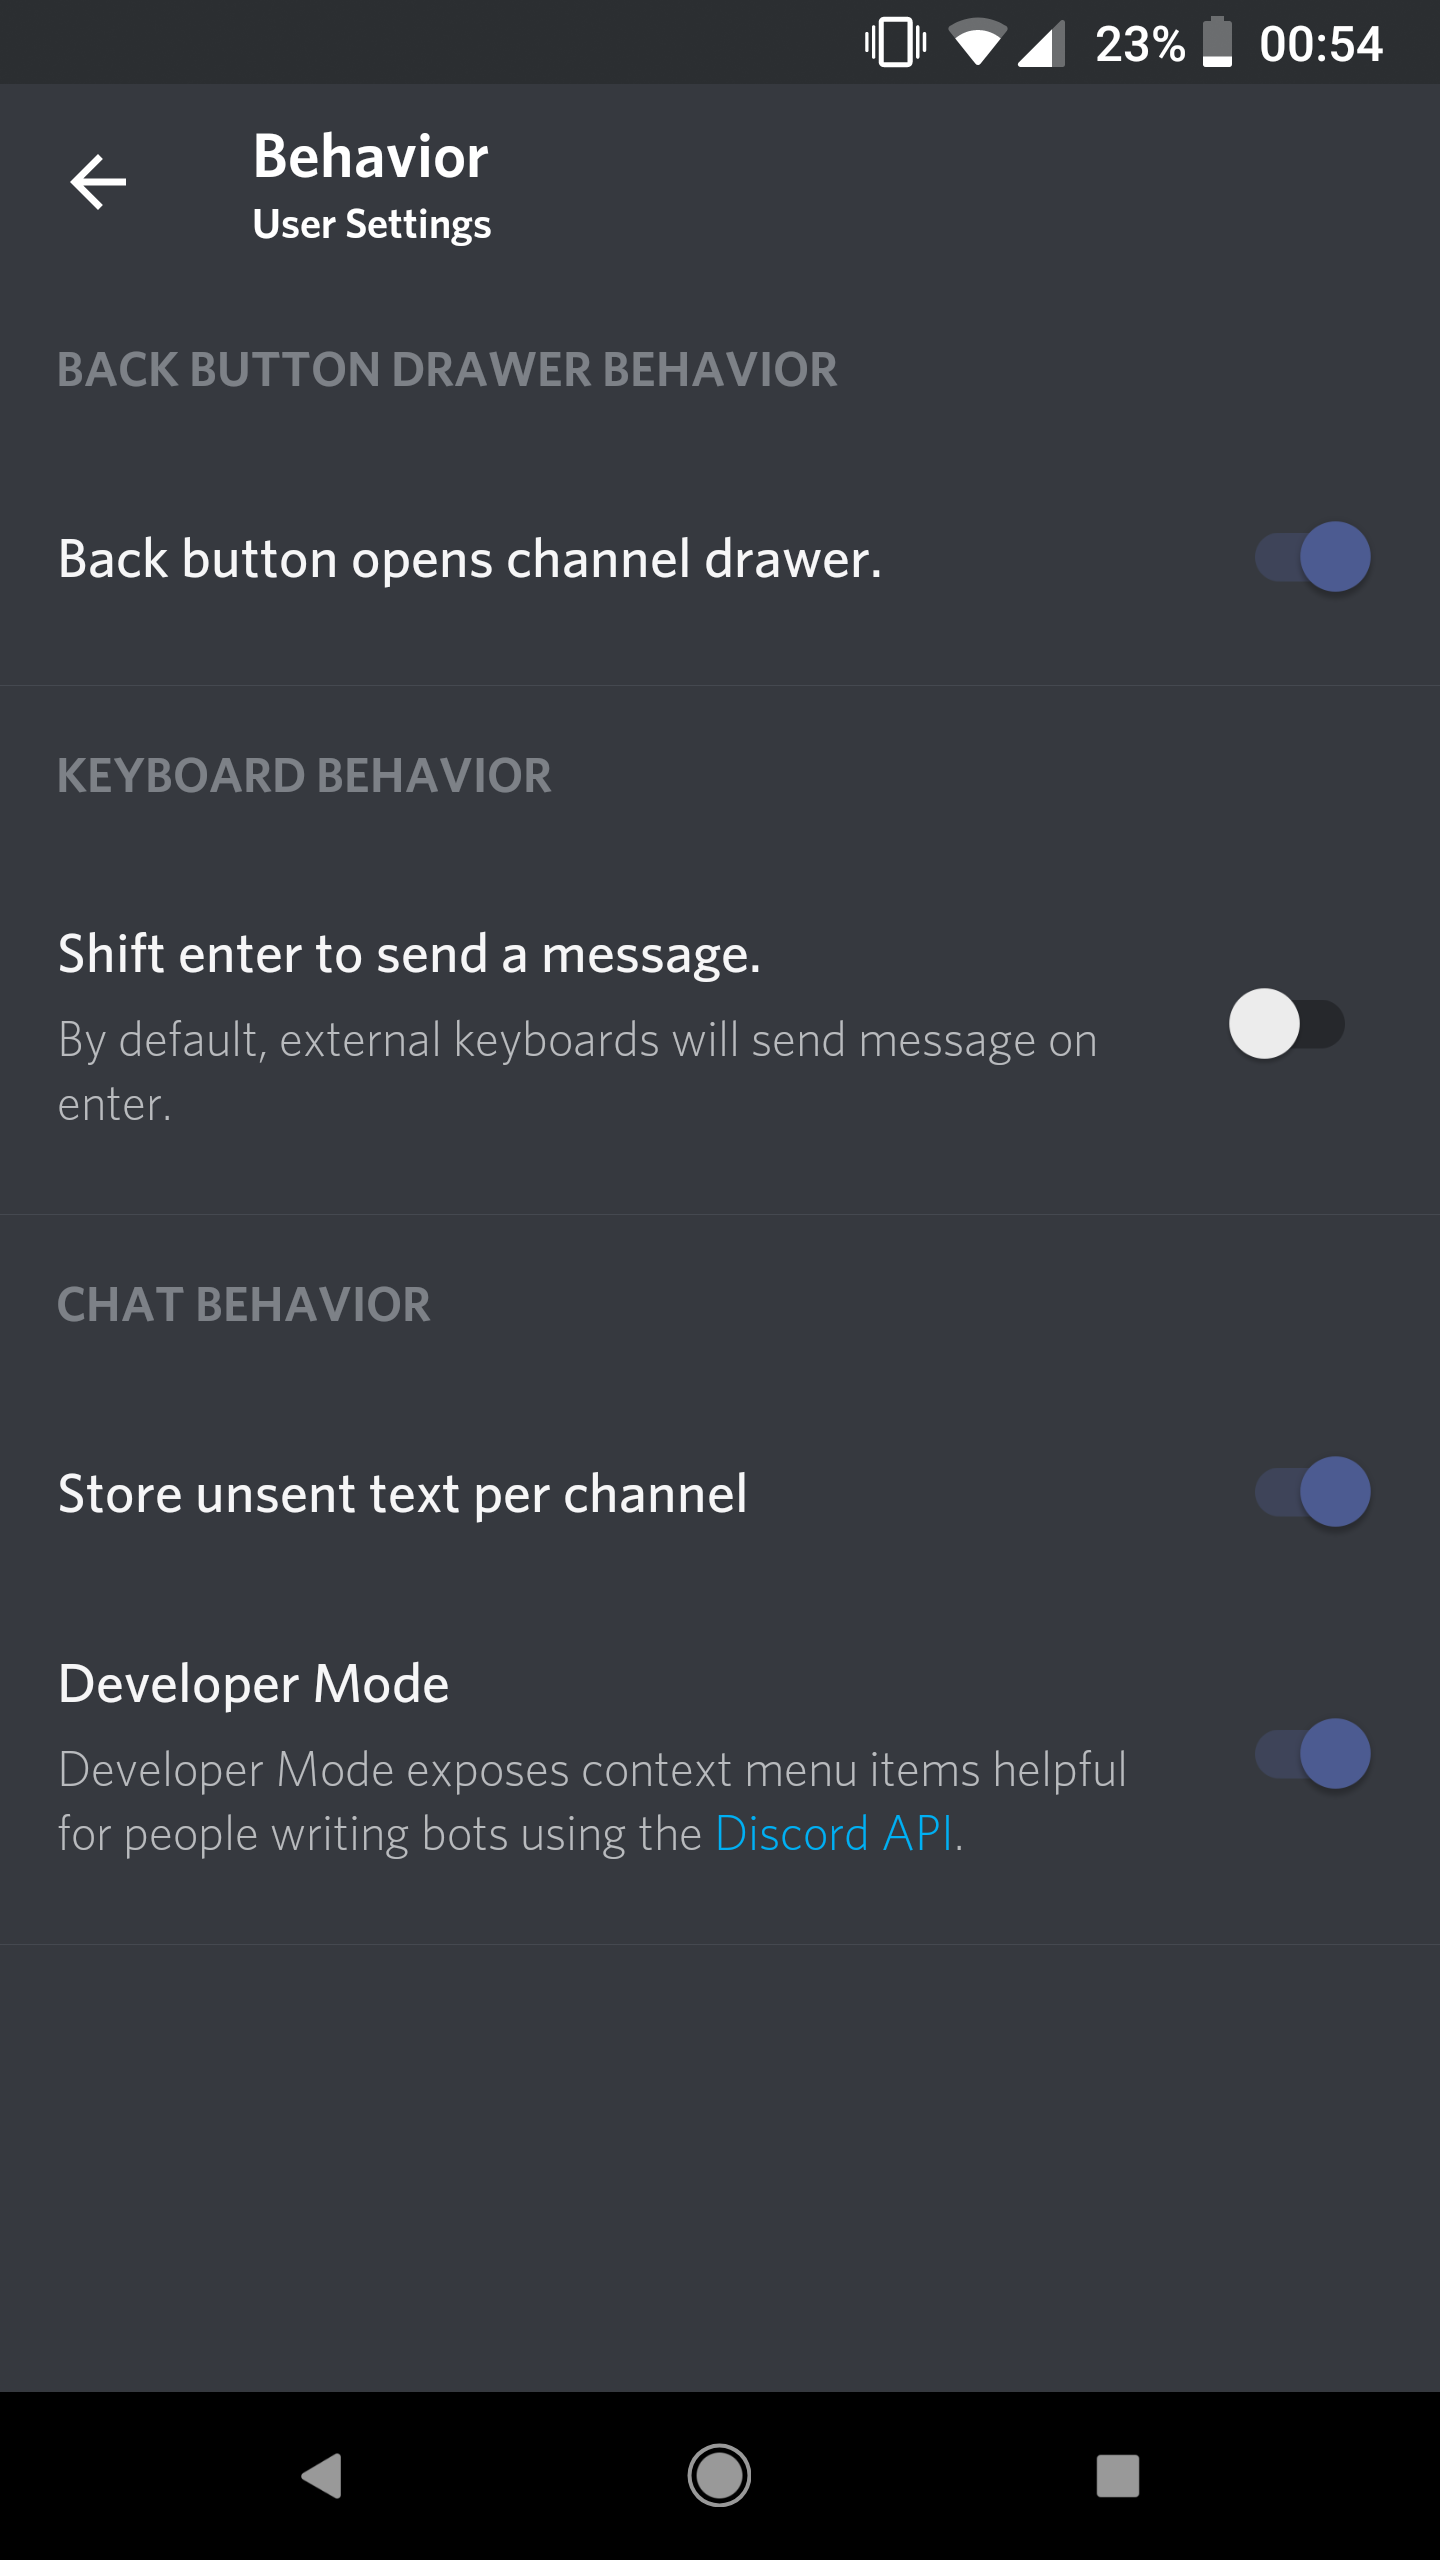 23% 00:54
Behavior
User Settings
BACK BUTTON DRAWER BEHAVIOR
Back button opens channel drawer.
KEYBOARD BEHAVIOR
Shift enter to send a message.
By default, external keyboards will send message on
enter.
CHAT BEHAVIOR
Store unsent text per channel
Developer Mode
Developer Mode exposes context menu items helpful
for people writing bots using the Discord API.